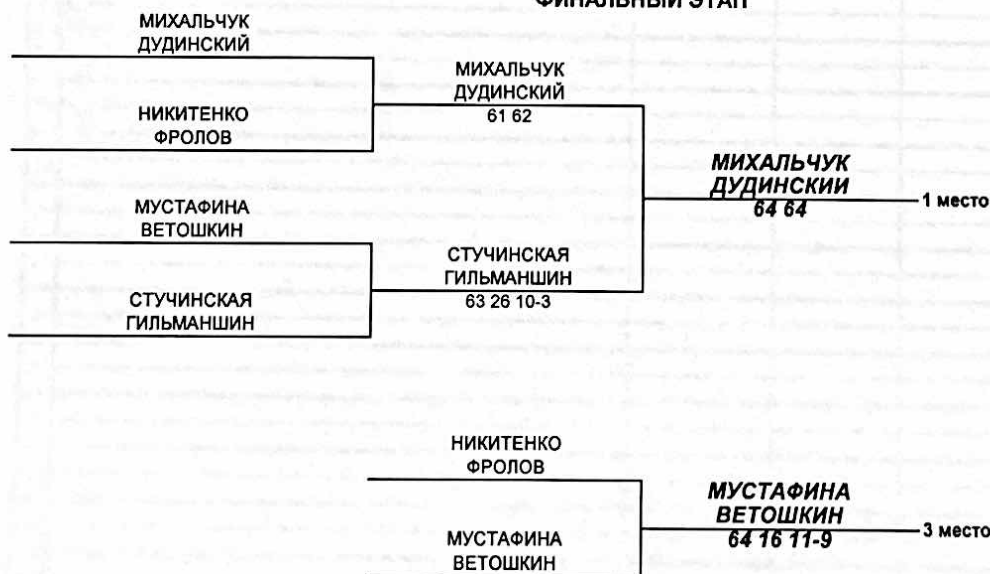 ФИНАЛЬНЫЙ ЭТАП
МИХАЛЬЧУК
ДУДИНСКИЙ
МИХАЛЬЧУК
ДУДИНСКИЙ
61 62
НИКИТЕНКО
ФРОЛОВ
МИХАЛЬЧУК
ДУДИНСКИИ
64 64
1 место
МУСТАФИНА
ВЕТОШКИН
СТУЧИНСКАЯ
ГИЛЬМАНШИН
63 26 10-3
СТУЧИНСКАЯ
ГИЛЬМАНШИН
НИКИТЕНКО
ФРОЛОВ
МУСТАФИНА
ВЕТОШКИН
64 16 11-9
3 место
МУСТАФИНА
ВЕТОШКИН